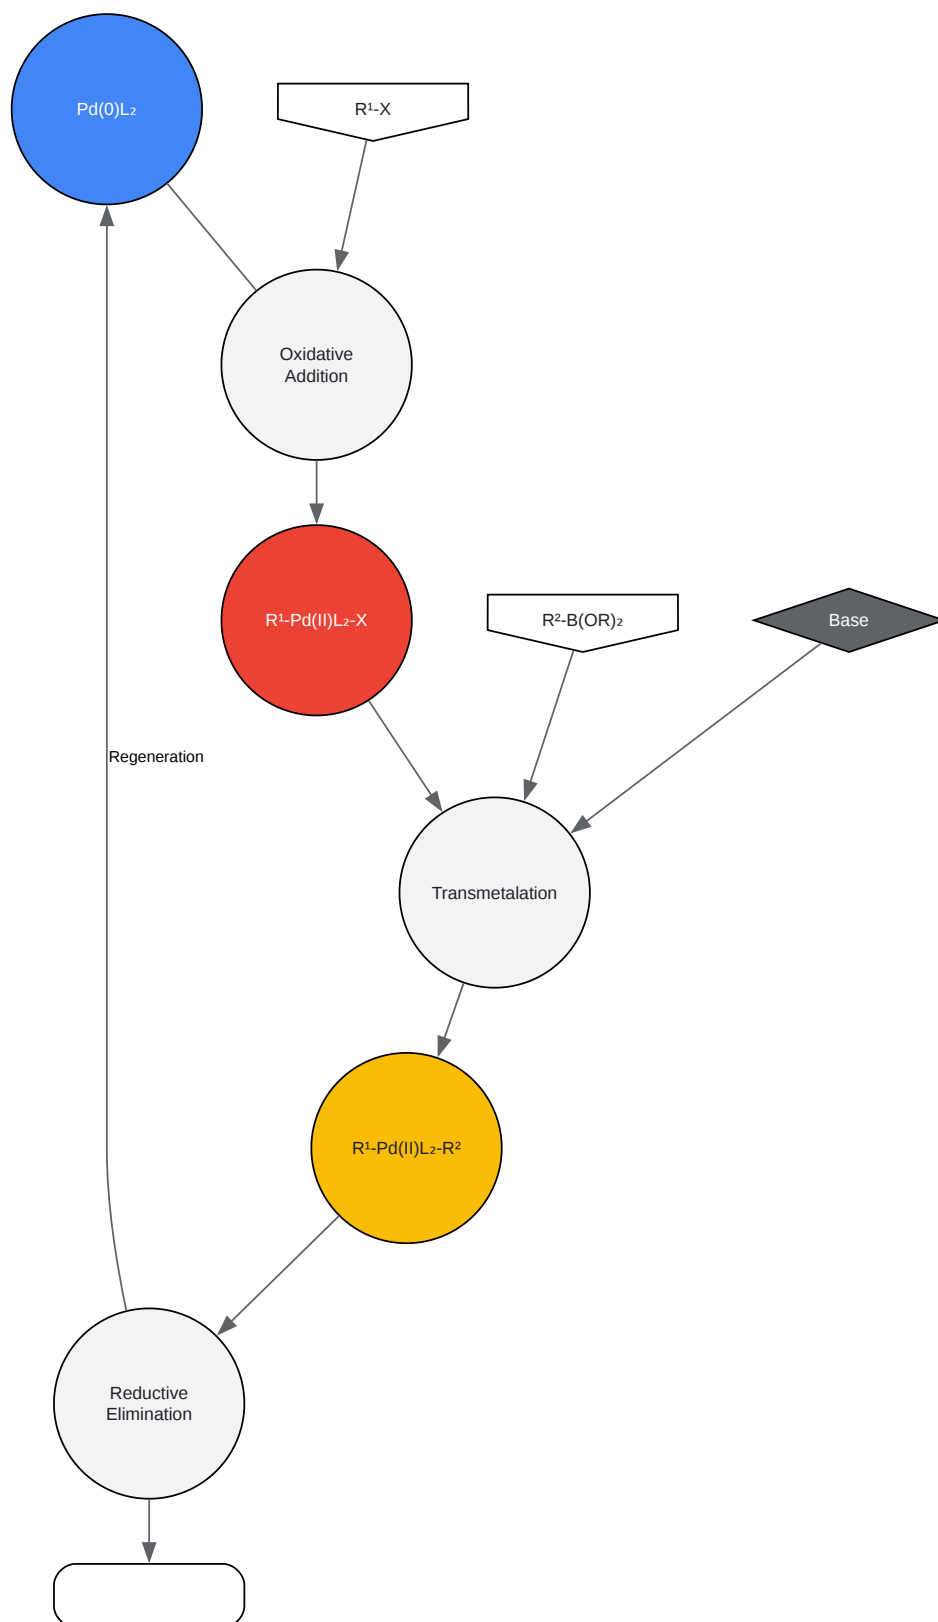 Pd(0)L₂
R¹-X
Oxidative
Addition
R¹-Pd(II)L₂-X
R²-B(OR)₂
Base
Regeneration
Transmetalation
R¹-Pd(II)L₂-R²
Reductive
Elimination